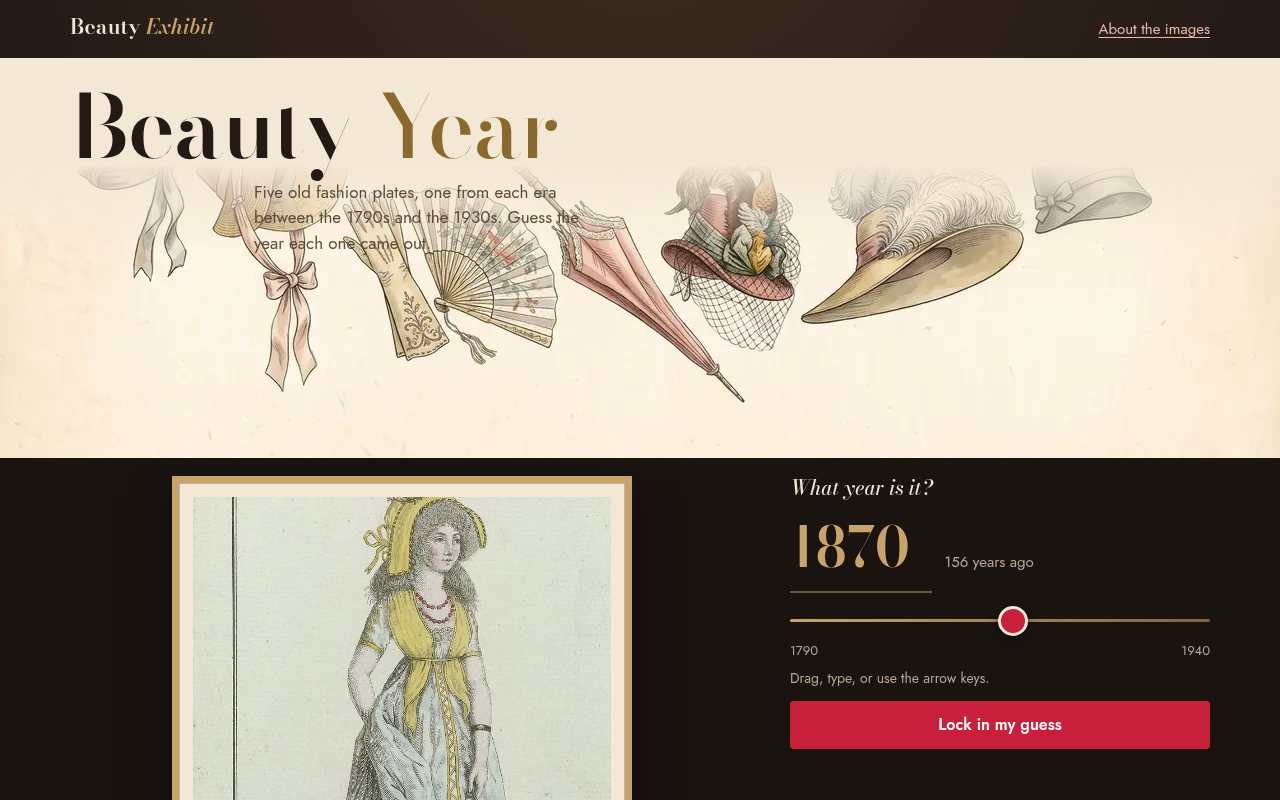 Beauty Exhibit
About the images
Beauty Year
Five old fashion plates, one from each era
between the 1790s and the 1930s. Guess the
year each one came out.
What year is it?
1870
156 years ago
1790
1940
Drag, type, or use the arrow keys.
Lock in my guess